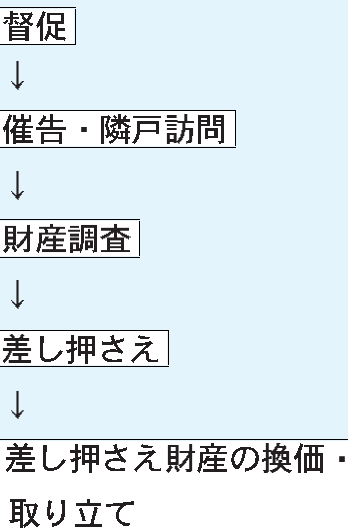 督促
↓
催告・隣戸訪問
↓
財産調査
↓
差し押さえ
↓
差し押さえ財産の換価・
取り立て